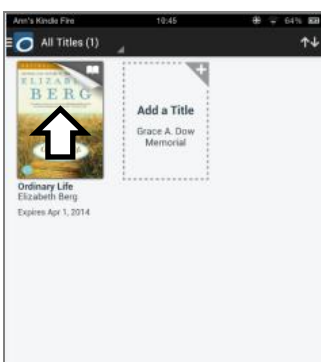 Ann's Kindle Fire 10:45 64%
All Titles (1)
ELIZABETH
BERG
Add a Title
Grace A. Dow
Memorial
Ordinary Life
Elizabeth Berg
Expires Apr 1, 2014